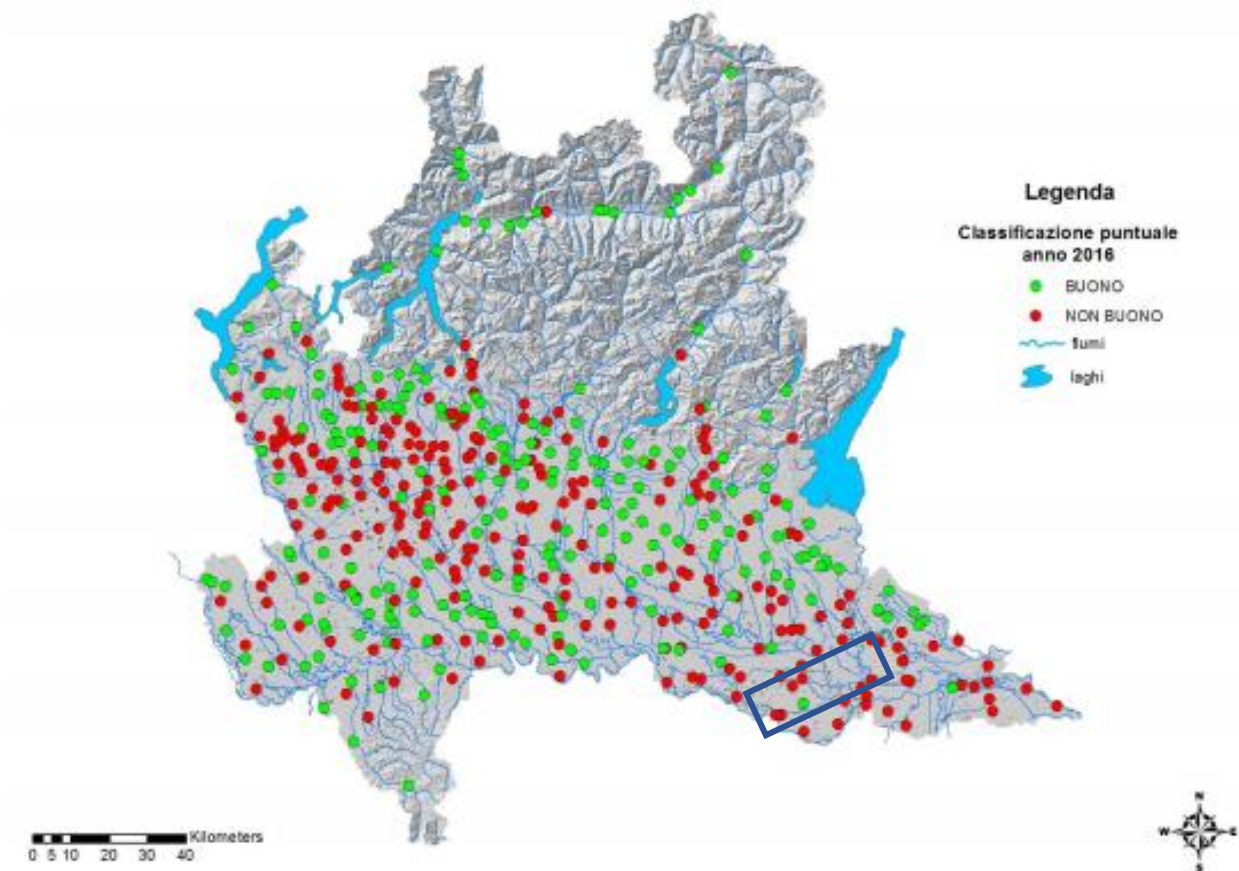 Legenda
Classificazione puntuale
anno 2016
BUONO
NON BUONO
fiumi
laghi
Kilometers
0 5 10 20 30 40
N
W E
S